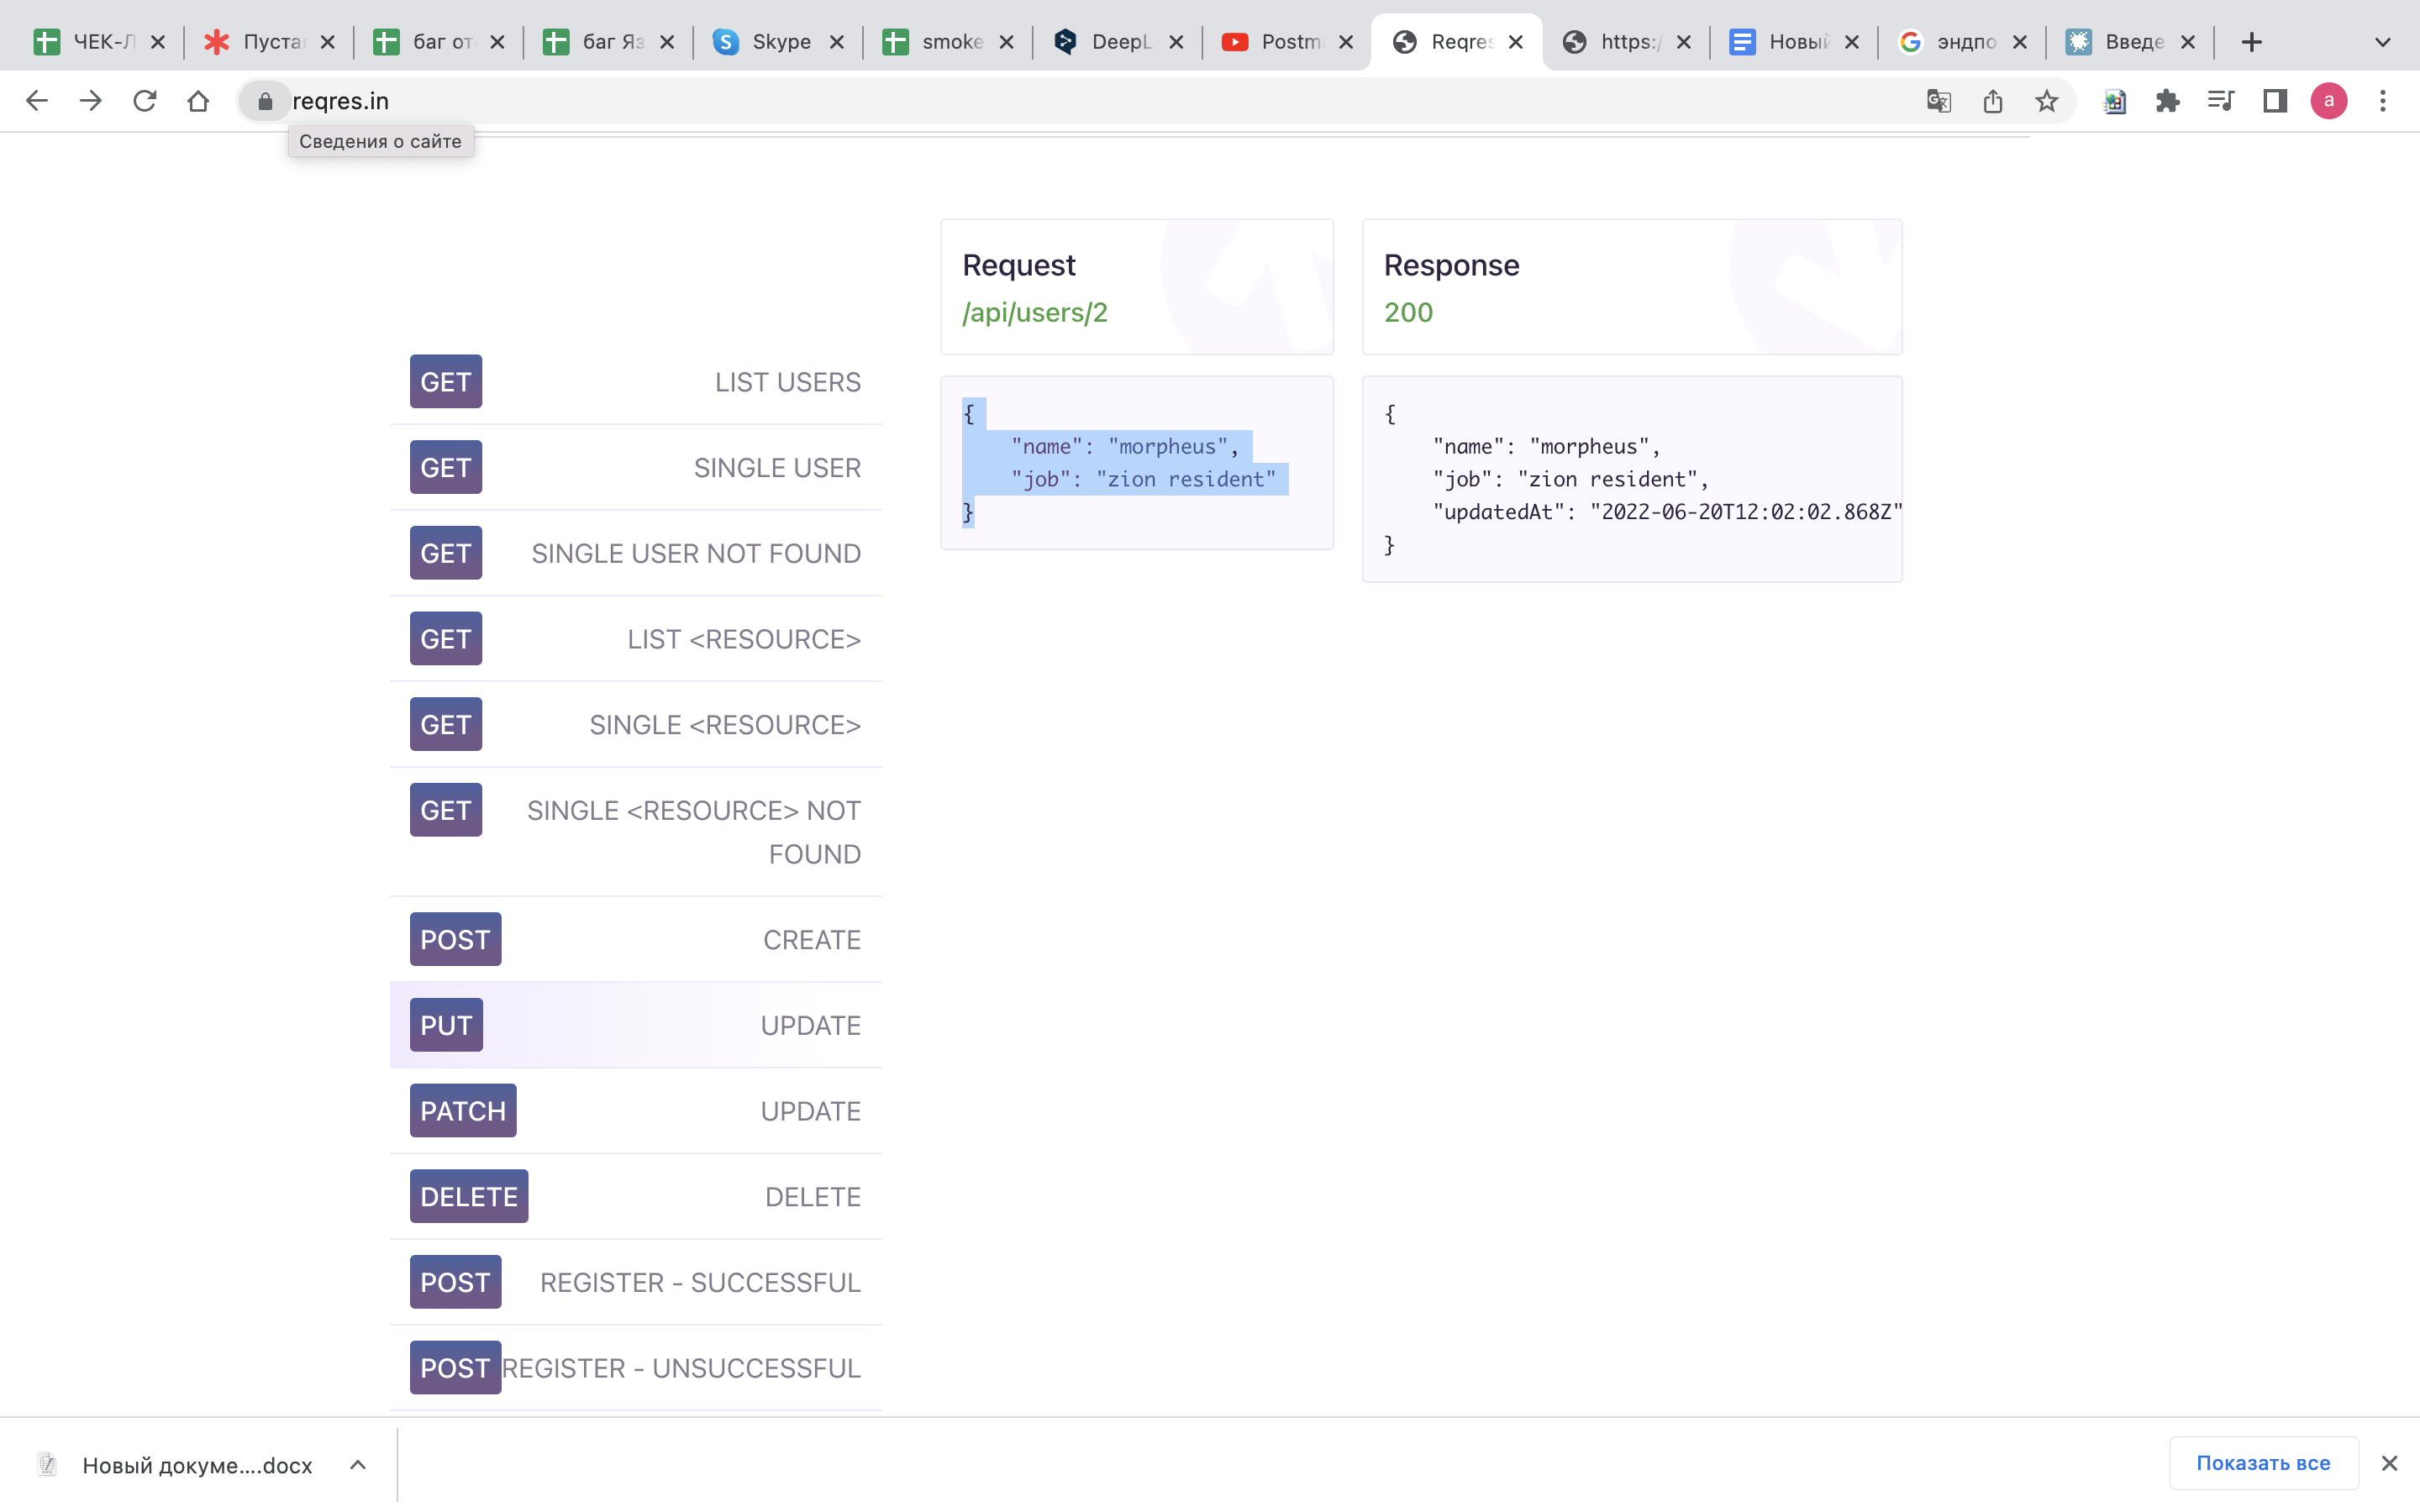 ЧЕК-Л
Пуста
баг от
баг Яз
Skype
smoke
DeepL
Postm
Reqres
https:/
Новый
эндпо
Введе
reqres.in
a
Сведения о сайте
Request
/api/users/2
Response
200
{
"name": "morpheus",
"job": "zion resident"
}
{
"name": "morpheus",
"job": "zion resident",
"updatedAt": "2022-06-20T12:02:02.868Z"
}
GET LIST USERS
GET SINGLE USER
GET SINGLE USER NOT FOUND
GET LIST <RESOURCE>
GET SINGLE <RESOURCE>
GET SINGLE <RESOURCE> NOT
FOUND
POST CREATE
PUT UPDATE
PATCH UPDATE
DELETE DELETE
POST REGISTER - SUCCESSFUL
POST REGISTER - UNSUCCESSFUL
Новый докуме....docx
Показать все